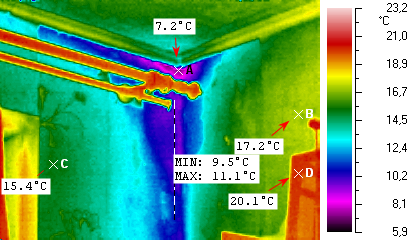 °C
23,2
21,0
18,9
16,7
14,5
12,4
10,2
8,1
5,9
7.2°C
A
B
17.2°C
MIN: 9.5°C
MAX: 11.1°C
C
D
15.4°C
20.1°C